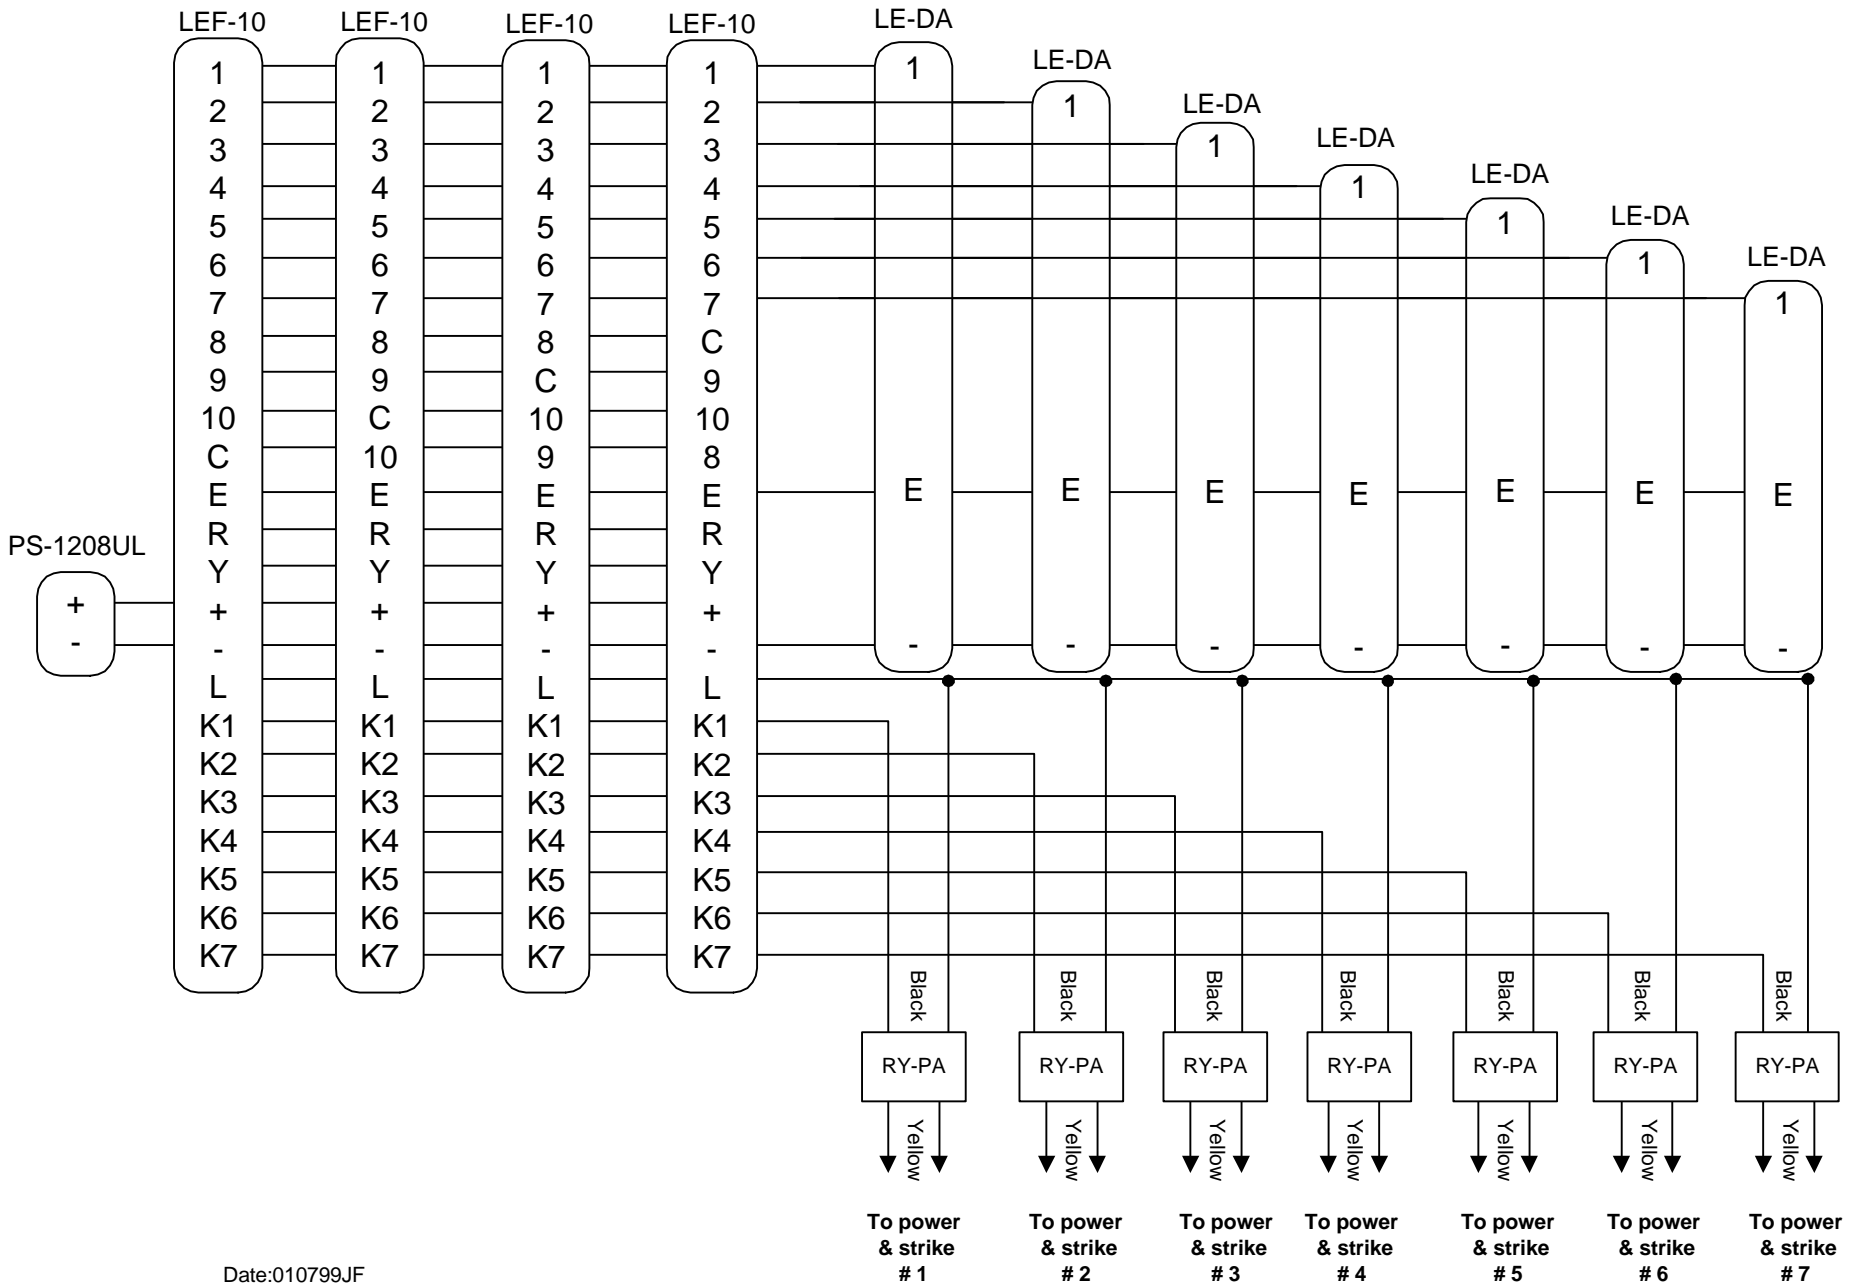 LEF-10 LEF-10 LEF-10 LEF-10 LE-DA
LE-DA
LE-DA
LE-DA
LE-DA
LE-DA
LE-DA
1 1 1 1 1
2 2 2 2 1
3 3 3 3 1
4 4 4 4 1
5 5 5 5 1
6 6 6 6 1
7 7 7 7 1
8 8 8 C
9 9 C 9
10 C 10 10
C 10 9 8
E E E E E E E E E E E
R R R R
Y Y Y Y
PS-1208UL
+ + + + +
- - - - - - - - - - - -
L L L L
K1 K1 K1 K1
K2 K2 K2 K2
K3 K3 K3 K3
K4 K4 K4 K4
K5 K5 K5 K5
K6 K6 K6 K6
K7 K7 K7 K7
Black Black Black Black Black Black Black
RY-PA RY-PA RY-PA RY-PA RY-PA RY-PA RY-PA
Yellow Yellow Yellow Yellow Yellow Yellow Yellow
To power To power To power To power To power To power To power
& strike & strike & strike & strike & strike & strike & strike
# 1 # 2 # 3 # 4 # 5 # 6 # 7
Date:010799JF